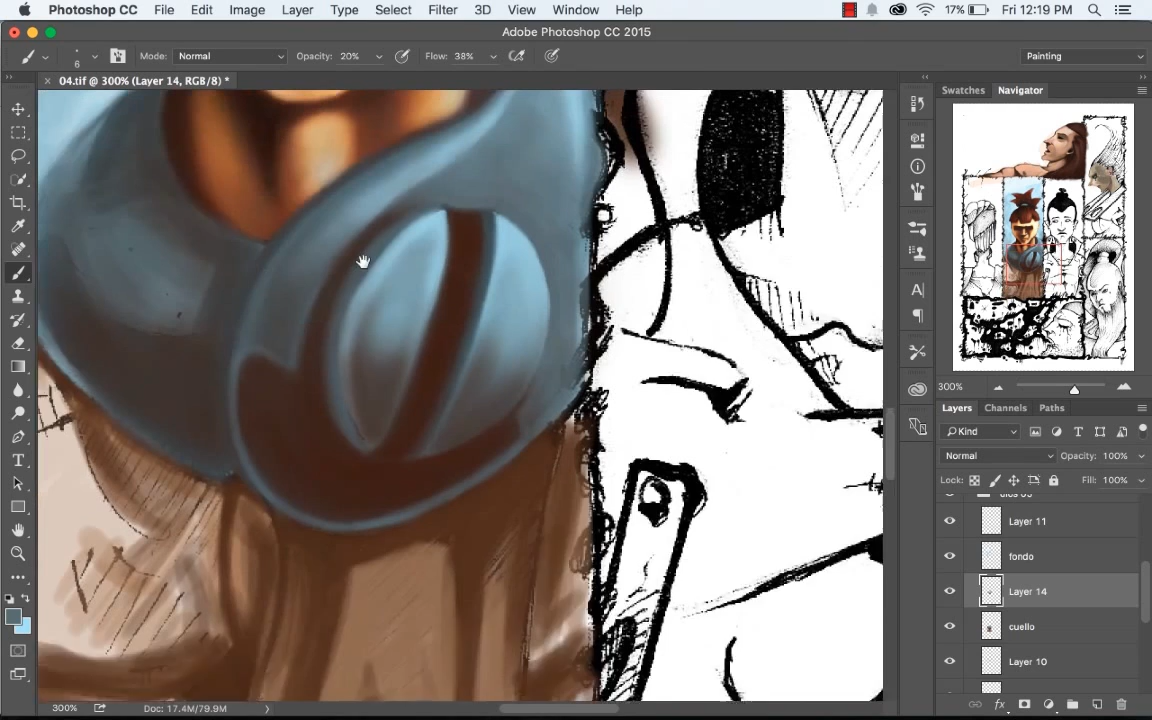 Photoshop CC File Edit Image Layer Type Select Filter 3D View Window Help 17% Fri 12:19 PM
Adobe Photoshop CC 2015
6 Mode: Normal Opacity: 20% Flow: 38% Painting
× 04.tif @ 300% (Layer 14, RGB/8) *
Swatches Navigator
300%
Layers Channels Paths
Kind
Normal Opacity: 100%
Lock: Fill: 100%
Layer 11
fondo
Layer 14
cuello
Layer 10
300% Doc: 17.4M/79.9M